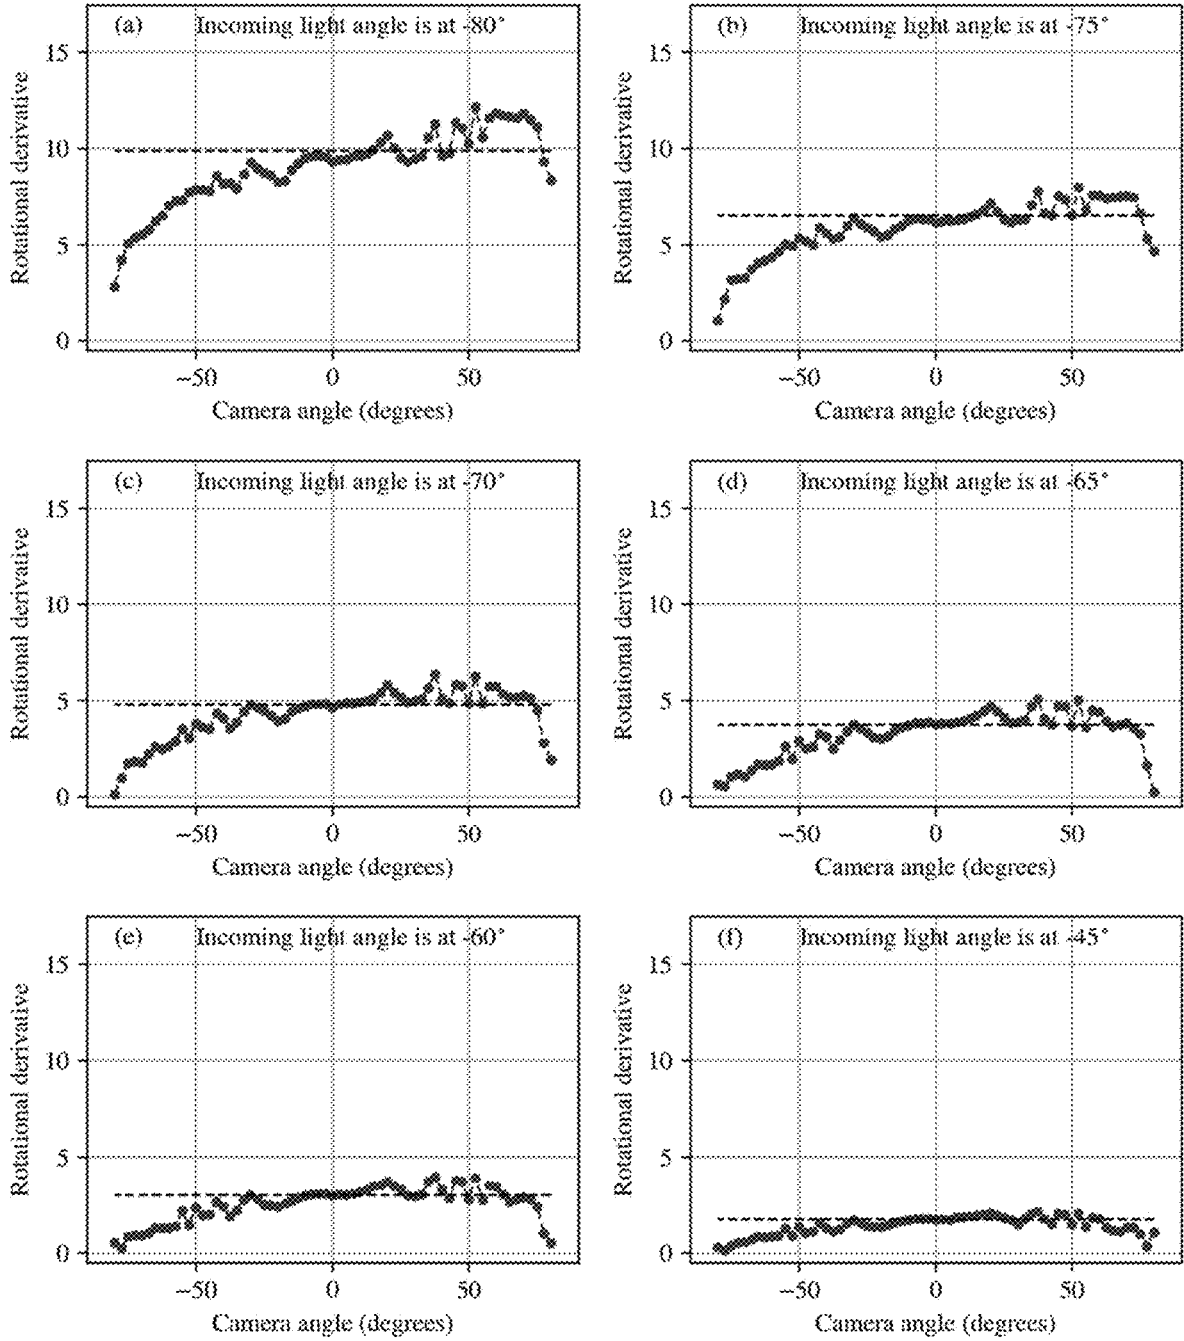 (a) Incoming light angle is at -80°
15
10
5
0
Rotational derivative
−50 0 50
Camera angle (degrees)
(b) Incoming light angle is at -75°
15
10
5
0
Rotational derivative
−50 0 50
Camera angle (degrees)
(c) Incoming light angle is at -70°
15
10
5
0
Rotational derivative
−50 0 50
Camera angle (degrees)
(d) Incoming light angle is at -65°
15
10
5
0
Rotational derivative
−50 0 50
Camera angle (degrees)
(e) Incoming light angle is at -60°
15
10
5
0
Rotational derivative
−50 0 50
Camera angle (degrees)
(f) Incoming light angle is at -45°
15
10
5
0
Rotational derivative
−50 0 50
Camera angle (degrees)